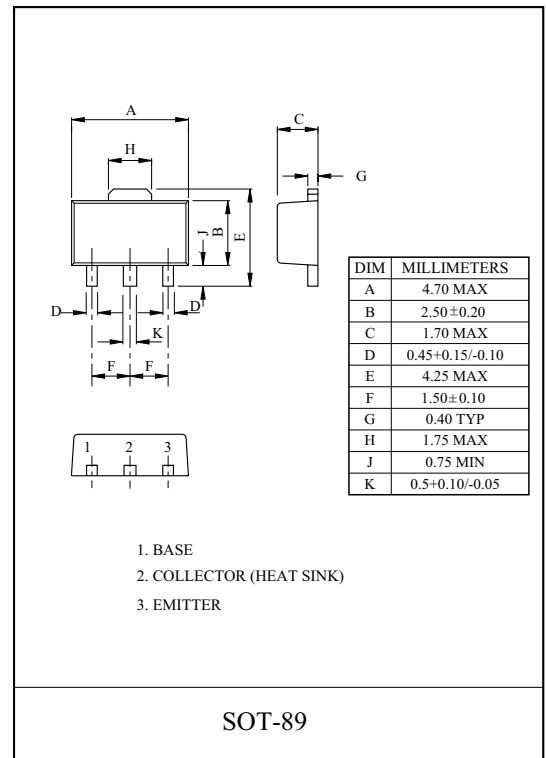 A
H
C
G
J
B
E
D
D
K
F
F
DIM MILLIMETERS
A 4.70 MAX
B 2.50±0.20
C 1.70 MAX
D 0.45+0.15/-0.10
E 4.25 MAX
F 1.50±0.10
G 0.40 TYP
H 1.75 MAX
J 0.75 MIN
K 0.5+0.10/-0.05
1 2 3
1. BASE
2. COLLECTOR (HEAT SINK)
3. EMITTER
SOT-89